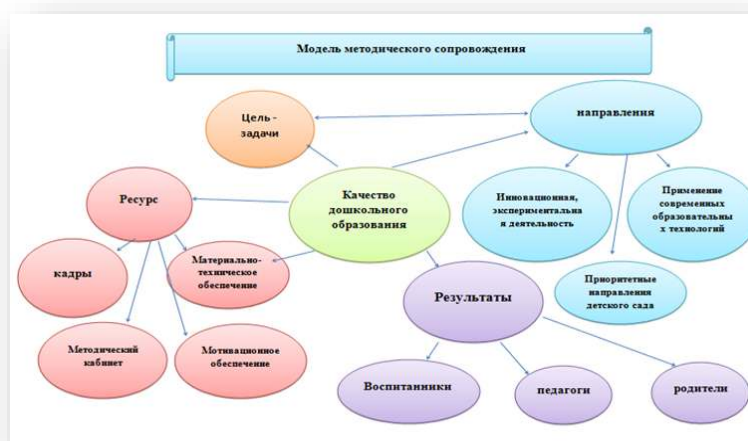 Модель методического сопровождения
Цель -
задачи
направления
Ресурс
Качество
дошкольного
образования
Инновационная,
экспериментальна
я деятельность
Применение
современных
образовательны
х технологий
кадры
Материально-
техническое
обеспечение
Результаты
Приоритетные
направления
детского сада
Методический
кабинет
Мотивационное
обеспечение
Воспитанники
педагоги
родители